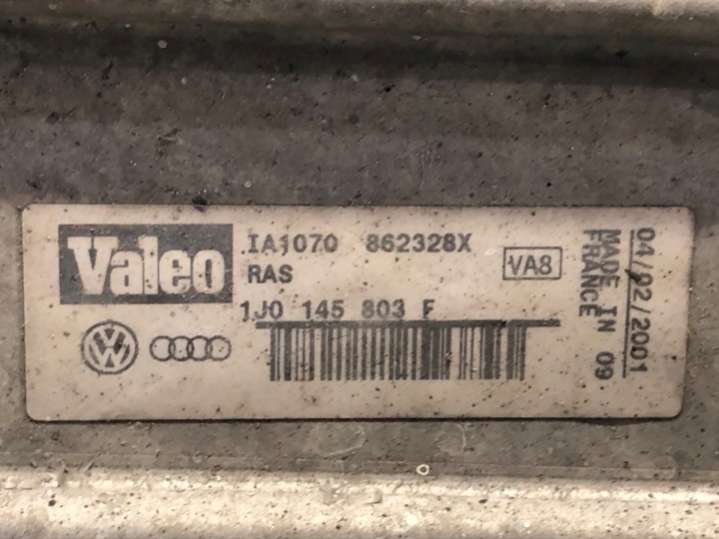 Valeo
IA1070 862328X
RAS
VA8
1J0 145 803 F
MADE IN 09
FRANCE
04/02/2001